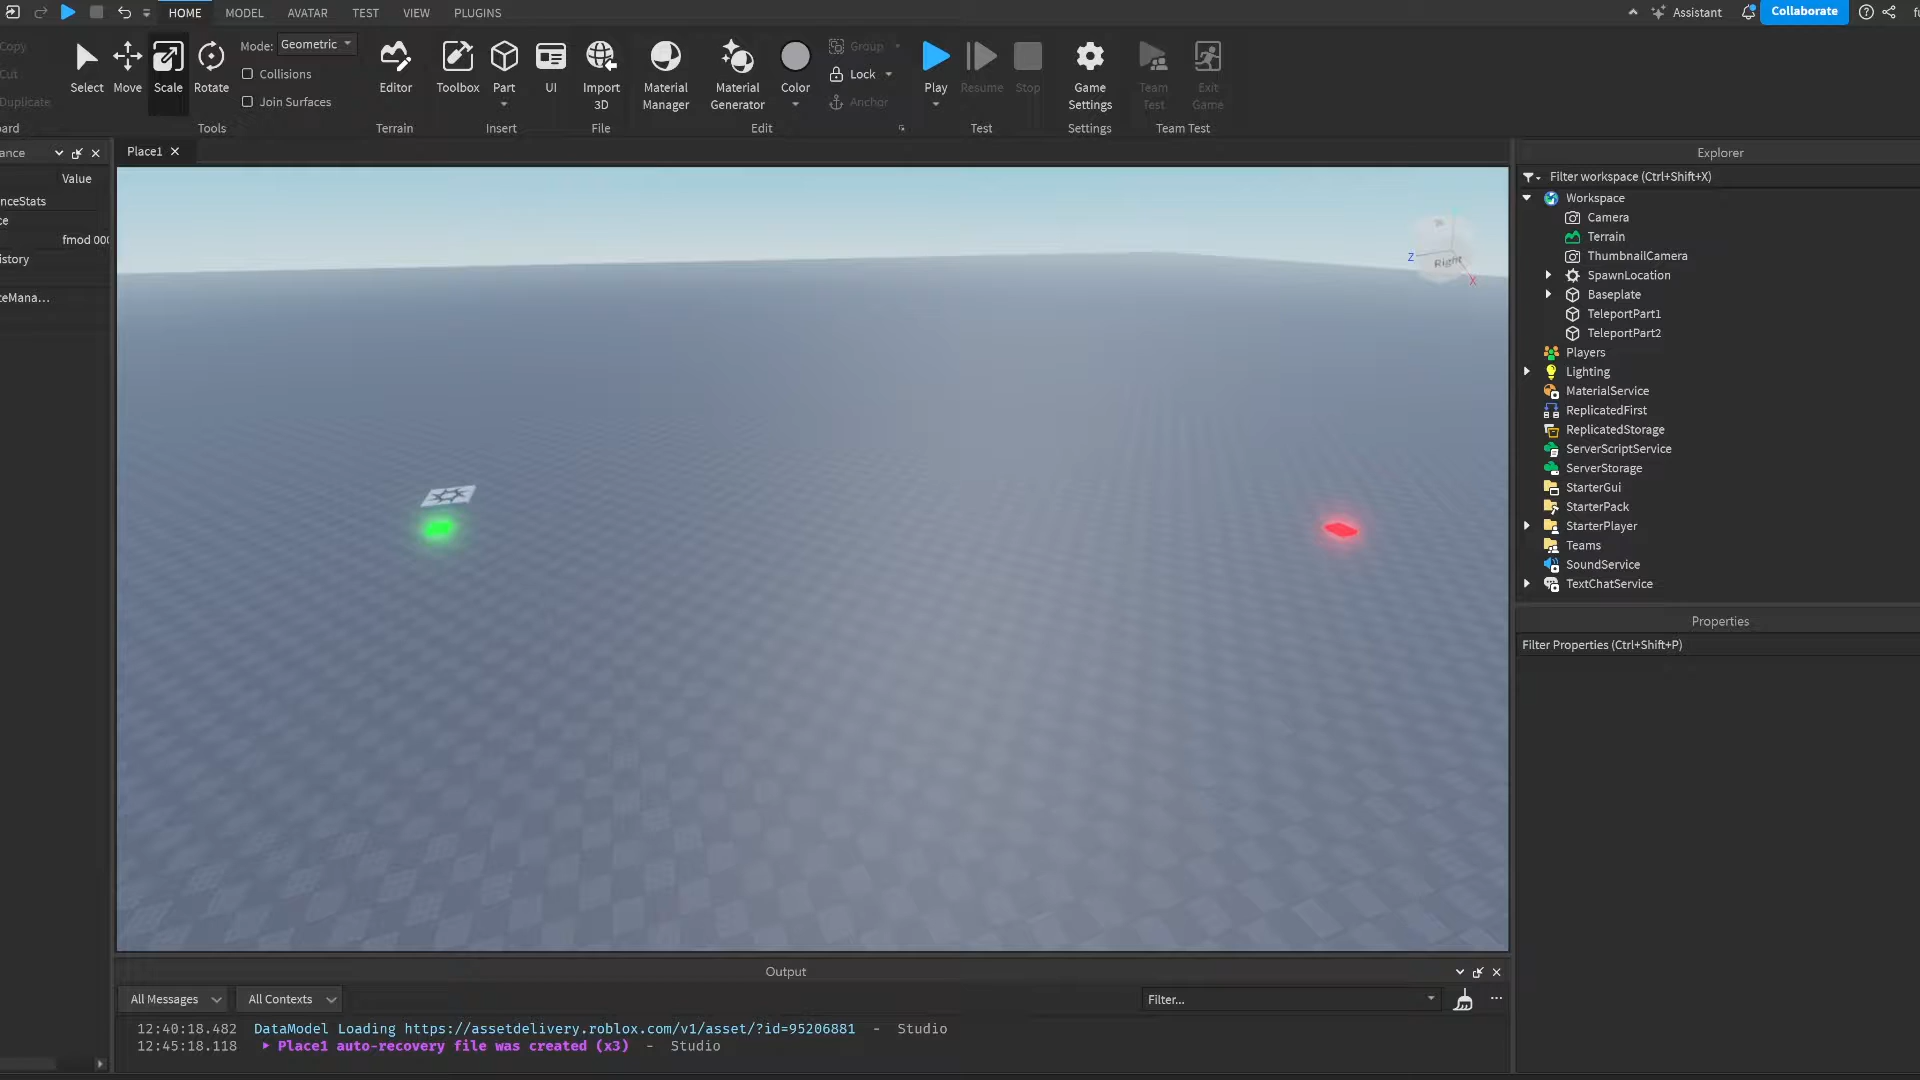 HOME
MODEL
AVATAR
TEST
VIEW
PLUGINS
Assistant
Collaborate
Copy
Cut
Duplicate
Select
Move
Scale
Rotate
Mode: Geometric
Collisions
Join Surfaces
Tools
Editor
Terrain
Toolbox
Part
UI
Insert
Import 3D
File
Material Manager
Material Generator
Color
Group
Lock
Anchor
Edit
Play
Resume
Stop
Test
Game Settings
Settings
Team Test
Exit Game
Team Test
Place1
Value
nceStats
fmod 000
istory
eMana...
Z
Right
X
Explorer
Filter workspace (Ctrl+Shift+X)
Workspace
Camera
Terrain
ThumbnailCamera
SpawnLocation
Baseplate
TeleportPart1
TeleportPart2
Players
Lighting
MaterialService
ReplicatedFirst
ReplicatedStorage
ServerScriptService
ServerStorage
StarterGui
StarterPack
StarterPlayer
Teams
SoundService
TextChatService
Properties
Filter Properties (Ctrl+Shift+P)
Output
All Messages
All Contexts
Filter...
12:40:18.482 DataModel Loading https://assetdelivery.roblox.com/v1/asset/?id=95206881 - Studio
12:45:18.118 Place1 auto-recovery file was created (x3) - Studio